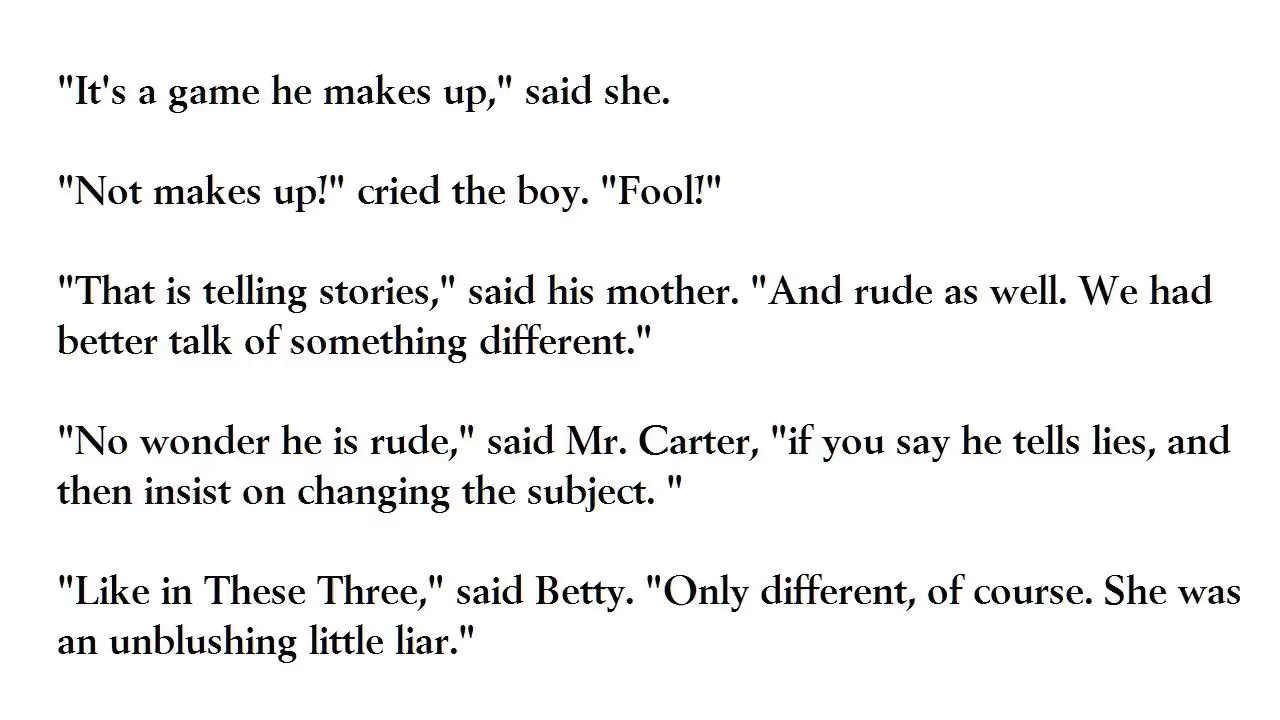 "It's a game he makes up," said she.
"Not makes up!" cried the boy. "Fool!"
"That is telling stories," said his mother. "And rude as well. We had
better talk of something different."
"No wonder he is rude," said Mr. Carter, "if you say he tells lies, and
then insist on changing the subject. "
"Like in These Three," said Betty. "Only different, of course. She was
an unblushing little liar."